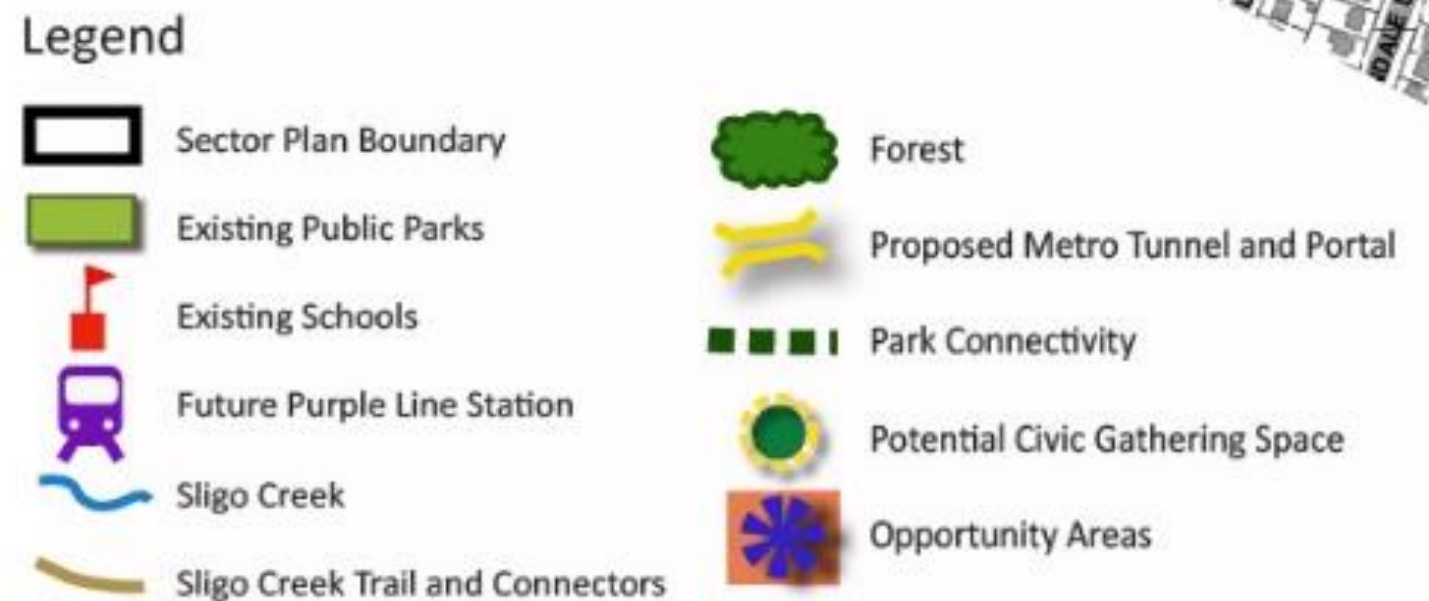 Legend
Sector Plan Boundary
Existing Public Parks
Existing Schools
Future Purple Line Station
Sligo Creek
Sligo Creek Trail and Connectors
Forest
Proposed Metro Tunnel and Portal
Park Connectivity
Potential Civic Gathering Space
Opportunity Areas